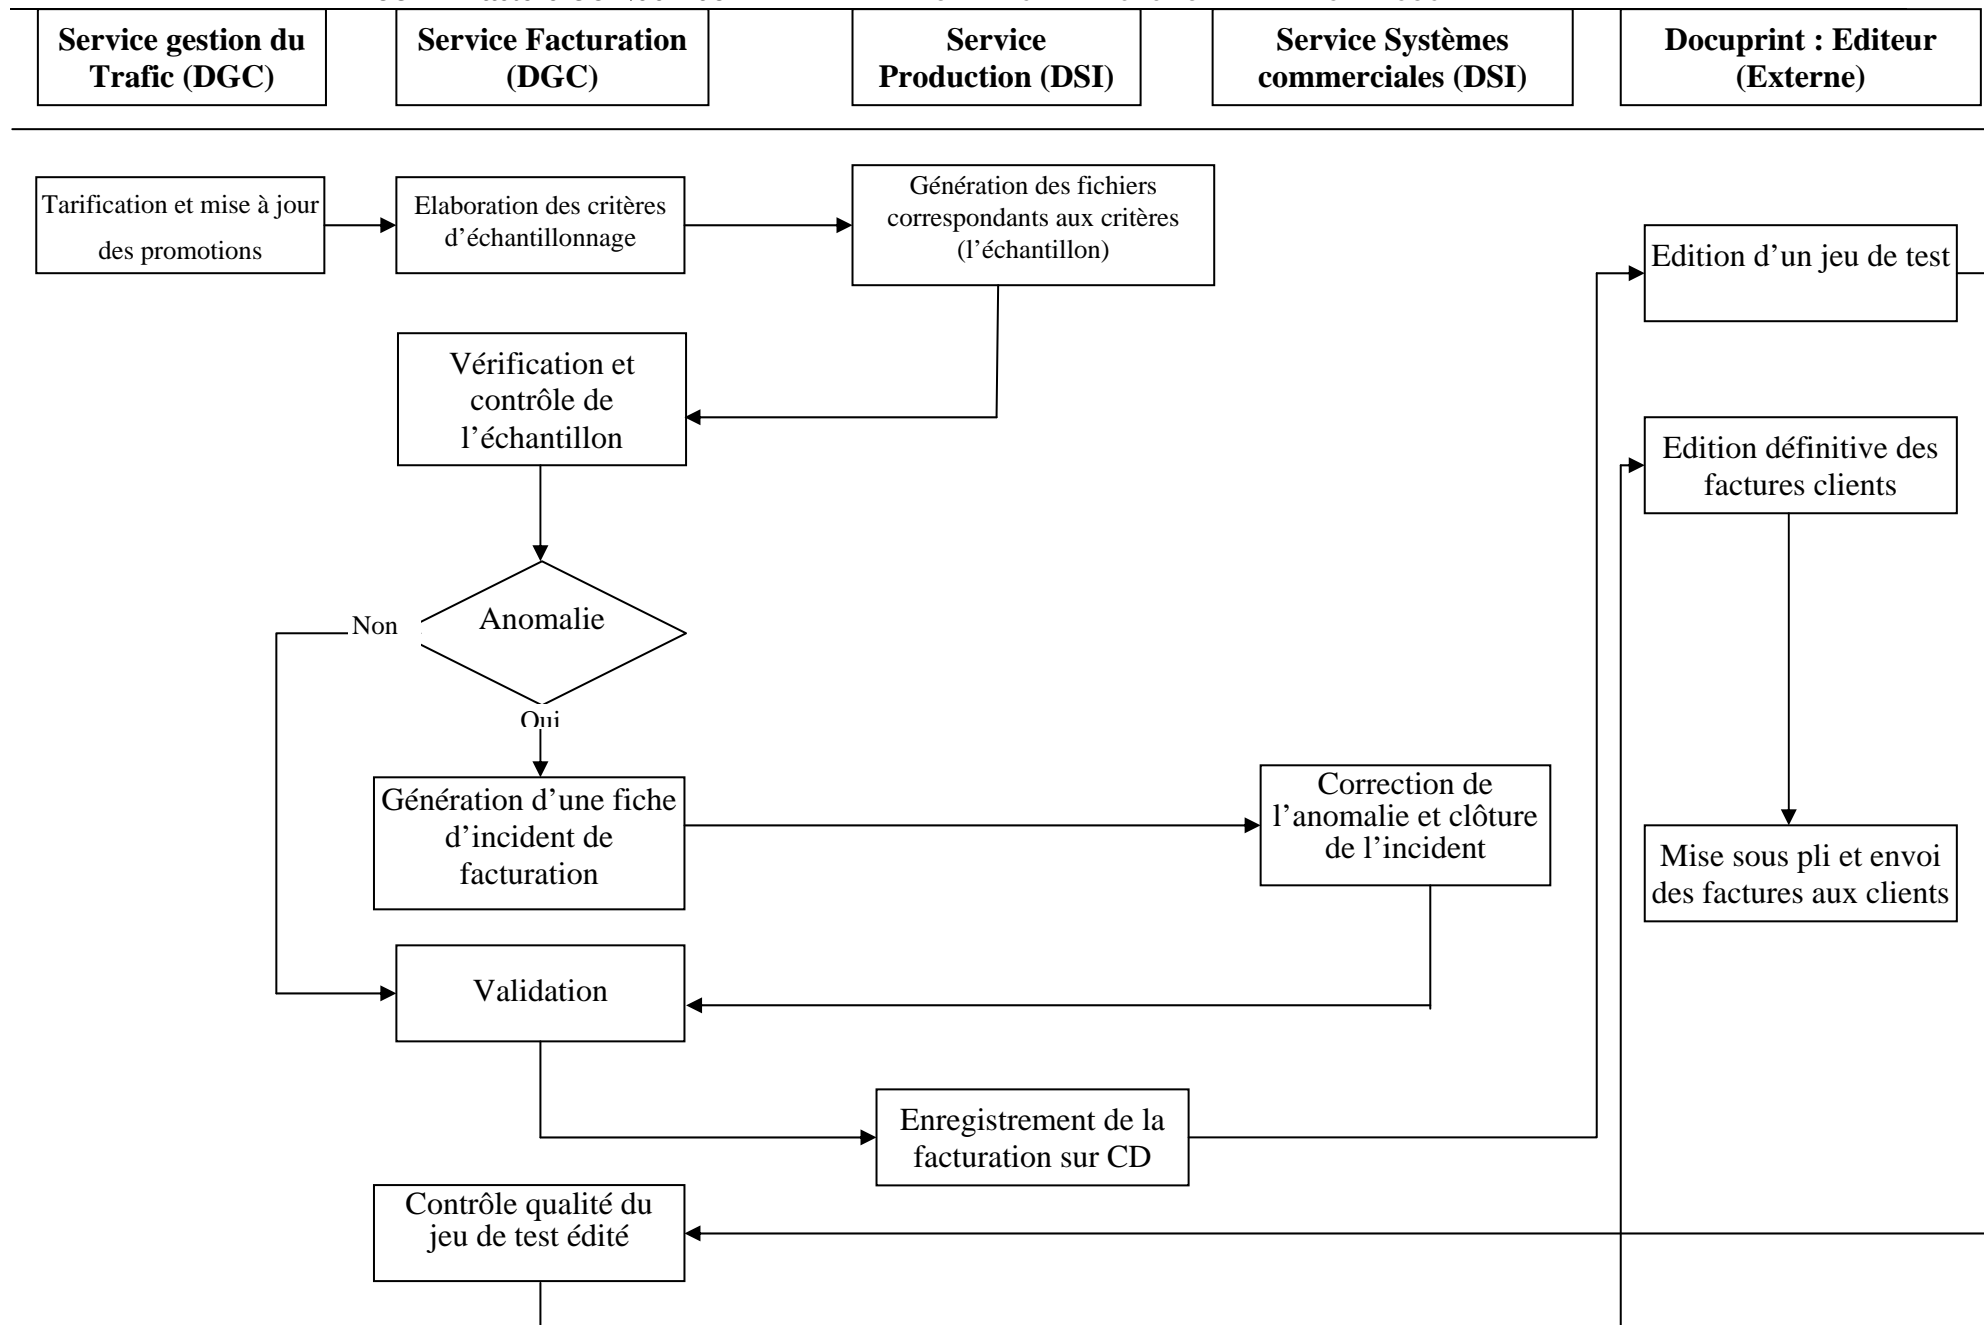 Service gestion du
Trafic (DGC)
Service Facturation
(DGC)
Service
Production (DSI)
Service Systèmes
commerciales (DSI)
Docuprint : Editeur
(Externe)
Tarification et mise à jour
des promotions
Elaboration des critères
d’échantillonnage
Génération des fichiers
correspondants aux critères
(l’échantillon)
Edition d’un jeu de test
Vérification et
contrôle de
l’échantillon
Edition définitive des
factures clients
Anomalie
Non
Oui
Génération d’une fiche
d’incident de
facturation
Correction de
l’anomalie et clôture
de l’incident
Mise sous pli et envoi
des factures aux clients
Validation
Enregistrement de la
facturation sur CD
Contrôle qualité du
jeu de test édité